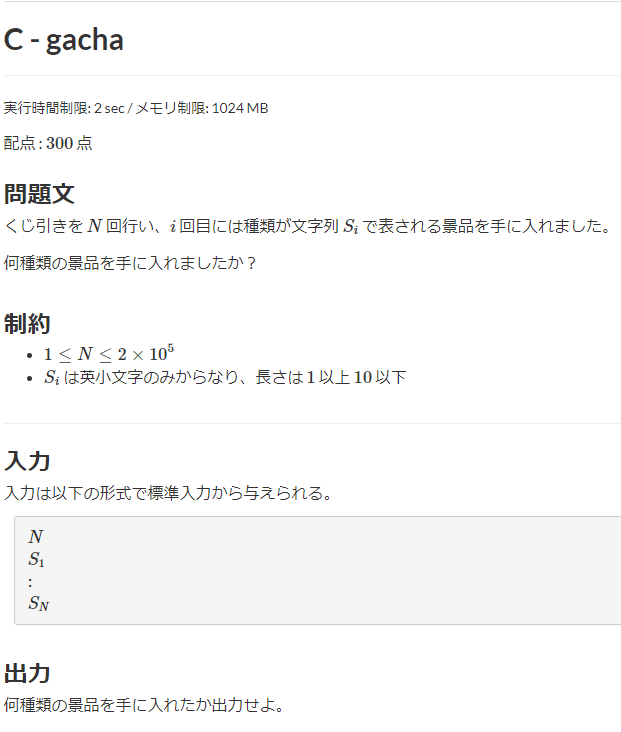 C - gacha
実行時間制限: 2 sec / メモリ制限: 1024 MB
配点 : 300 点
問題文
くじ引きを N 回行い、i 回目には種類が文字列 S_i で表される景品を手に入れました。
何種類の景品を手に入れましたか？
制約
• 1 ≤ N ≤ 2 × 10^5
• S_i は英小文字のみからなり、長さは 1 以上 10 以下
入力
入力は以下の形式で標準入力から与えられる。
N
S_1
:
S_N
出力
何種類の景品を手に入れたか出力せよ。